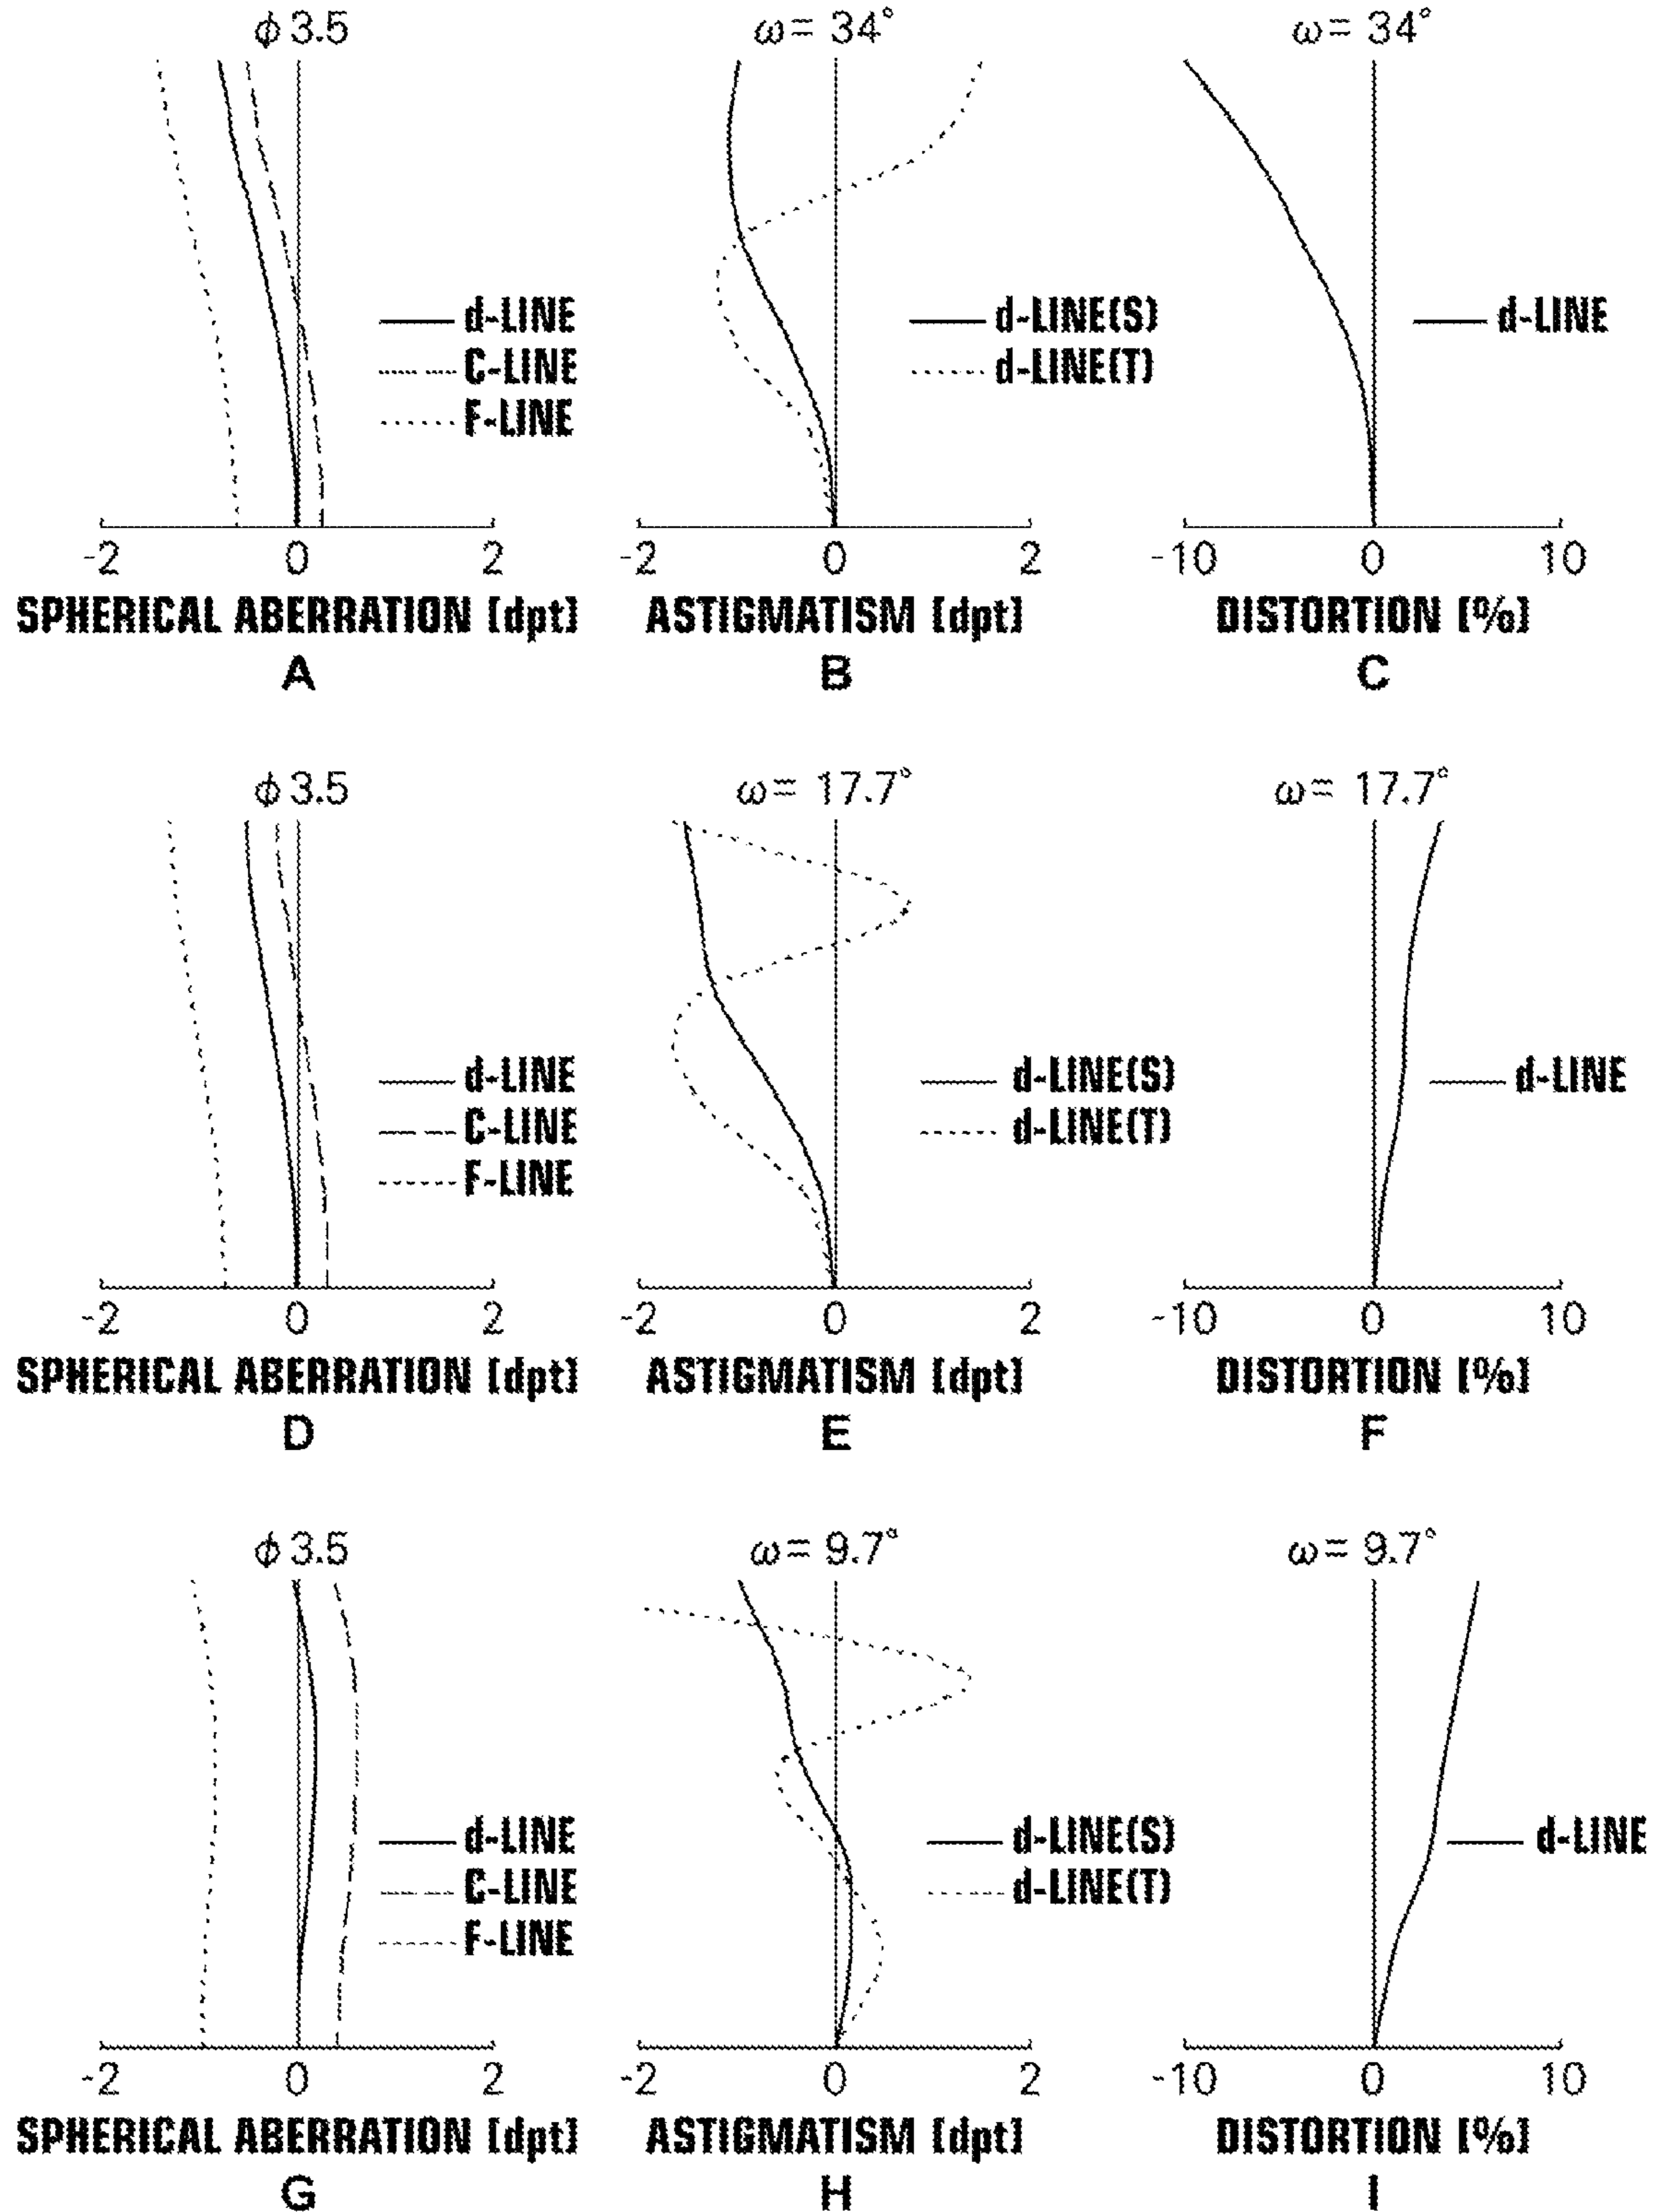 ϕ 3.5
ω = 34°
ω = 34°
d-LINE
C-LINE
F-LINE
d-LINE(S)
d-LINE(T)
d-LINE
-2 0 2
-2 0 2
-10 0 10
SPHERICAL ABERRATION [dpt]
ASTIGMATISM [dpt]
DISTORTION [%]
A
B
C
ϕ 3.5
ω = 17.7°
ω = 17.7°
d-LINE
C-LINE
F-LINE
d-LINE(S)
d-LINE(T)
d-LINE
-2 0 2
-2 0 2
-10 0 10
SPHERICAL ABERRATION [dpt]
ASTIGMATISM [dpt]
DISTORTION [%]
D
E
F
ϕ 3.5
ω = 9.7°
ω = 9.7°
d-LINE
C-LINE
F-LINE
d-LINE(S)
d-LINE(T)
d-LINE
-2 0 2
-2 0 2
-10 0 10
SPHERICAL ABERRATION [dpt]
ASTIGMATISM [dpt]
DISTORTION [%]
G
H
I